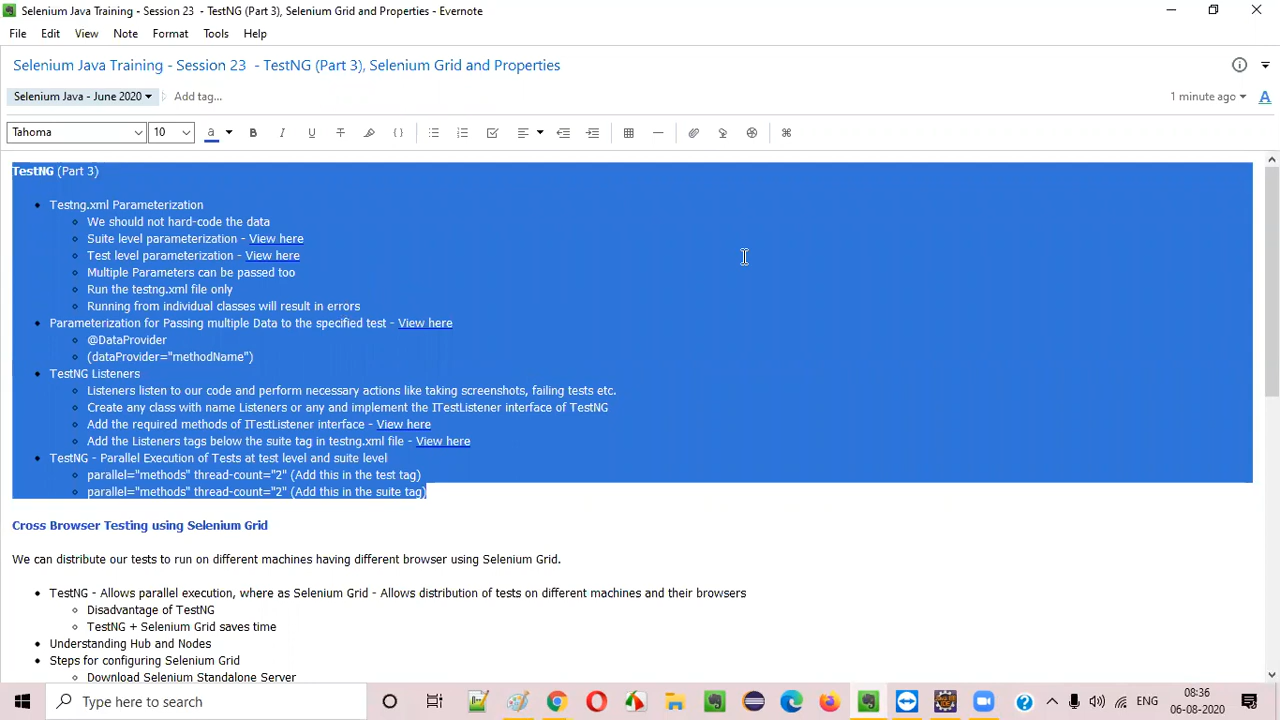 Selenium Java Training - Session 23  - TestNG (Part 3), Selenium Grid and Properties - Evernote
File Edit View Note Format Tools Help
Selenium Java Training - Session 23  - TestNG (Part 3), Selenium Grid and Properties
Selenium Java - June 2020 Add tag... 1 minute ago
Tahoma 10
TestNG (Part 3)
Testng.xml Parameterization
We should not hard-code the data
Suite level parameterization - View here
Test level parameterization - View here
Multiple Parameters can be passed too
Run the testng.xml file only
Running from individual classes will result in errors
Parameterization for Passing multiple Data to the specified test - View here
@DataProvider
(dataProvider="methodName")
TestNG Listeners
Listeners listen to our code and perform necessary actions like taking screenshots, failing tests etc.
Create any class with name Listeners or any and implement the ITestListener interface of TestNG
Add the required methods of ITestListener interface - View here
Add the Listeners tags below the suite tag in testng.xml file - View here
TestNG - Parallel Execution of Tests at test level and suite level
parallel="methods" thread-count="2" (Add this in the test tag)
parallel="methods" thread-count="2" (Add this in the suite tag)
Cross Browser Testing using Selenium Grid
We can distribute our tests to run on different machines having different browser using Selenium Grid.
TestNG - Allows parallel execution, where as Selenium Grid - Allows distribution of tests on different machines and their browsers
Disadvantage of TestNG
TestNG + Selenium Grid saves time
Understanding Hub and Nodes
Steps for configuring Selenium Grid
Download Selenium Standalone Server
Type here to search
ENG
08:36
06-08-2020